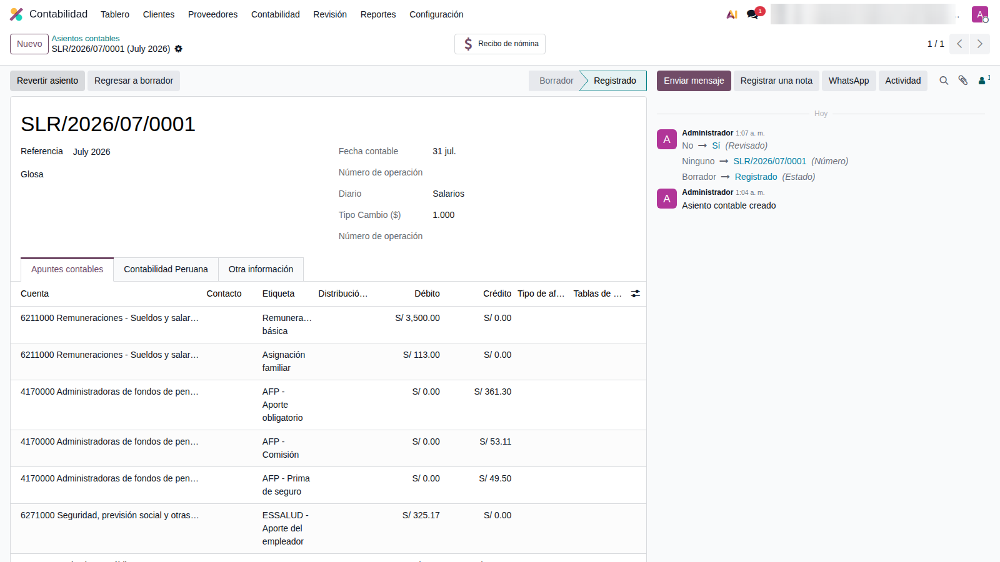 Contabilidad Tablero Clientes Proveedores Contabilidad Revisión Reportes Configuración AI 1 A
Nuevo Asientos contables
SLR/2026/07/0001 (July 2026)
Recibo de nómina
1 / 1
Revertir asiento Regresar a borrador Borrador Registrado Enviar mensaje Registrar una nota WhatsApp Actividad 1
SLR/2026/07/0001
Referencia July 2026
Glosa
Fecha contable 31 jul.
Número de operación
Diario Salarios
Tipo Cambio ($) 1.000
Número de operación
Apuntes contables Contabilidad Peruana Otra información
Cuenta Contacto Etiqueta Distribució… Débito Crédito Tipo de af… Tablas de …
6211000 Remuneraciones - Sueldos y salar… Remunera… S/ 3,500.00 S/ 0.00
básica
6211000 Remuneraciones - Sueldos y salar… Asignación S/ 113.00 S/ 0.00
familiar
4170000 Administradoras de fondos de pen… AFP - S/ 0.00 S/ 361.30
Aporte
obligatorio
4170000 Administradoras de fondos de pen… AFP - S/ 0.00 S/ 53.11
Comisión
4170000 Administradoras de fondos de pen… AFP - Prima S/ 0.00 S/ 49.50
de seguro
6271000 Seguridad, previsión social y otras… ESSALUD - S/ 325.17 S/ 0.00
Aporte del
empleador
Hoy
A Administrador 1:07 a. m.
No → Sí (Revisado)
Ninguno → SLR/2026/07/0001 (Número)
Borrador → Registrado (Estado)
A Administrador 1:04 a. m.
Asiento contable creado